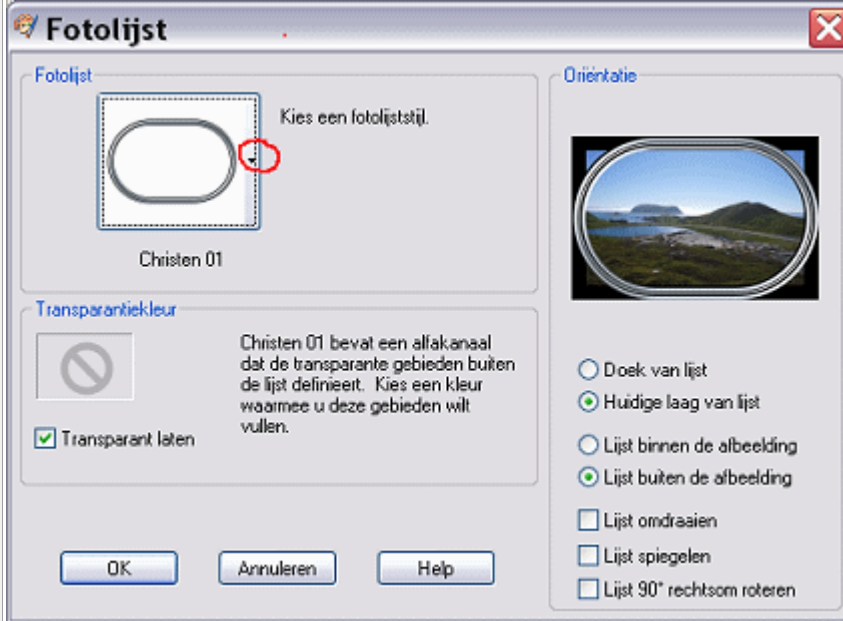 Fotolijst
Fotolijst
Kies een fotolijststijl.
Christen 01
Transparantiekleur
Christen 01 bevat een alfakanaal
dat de transparante gebieden buiten
de lijst definieert. Kies een kleur
waarmee u deze gebieden wilt
vullen.
Transparant laten
OK
Annuleren
Help
Oriëntatie
Doek van lijst
Huidige laag van lijst
Lijst binnen de afbeelding
Lijst buiten de afbeelding
Lijst omdraaien
Lijst spiegelen
Lijst 90° rechtsom roteren